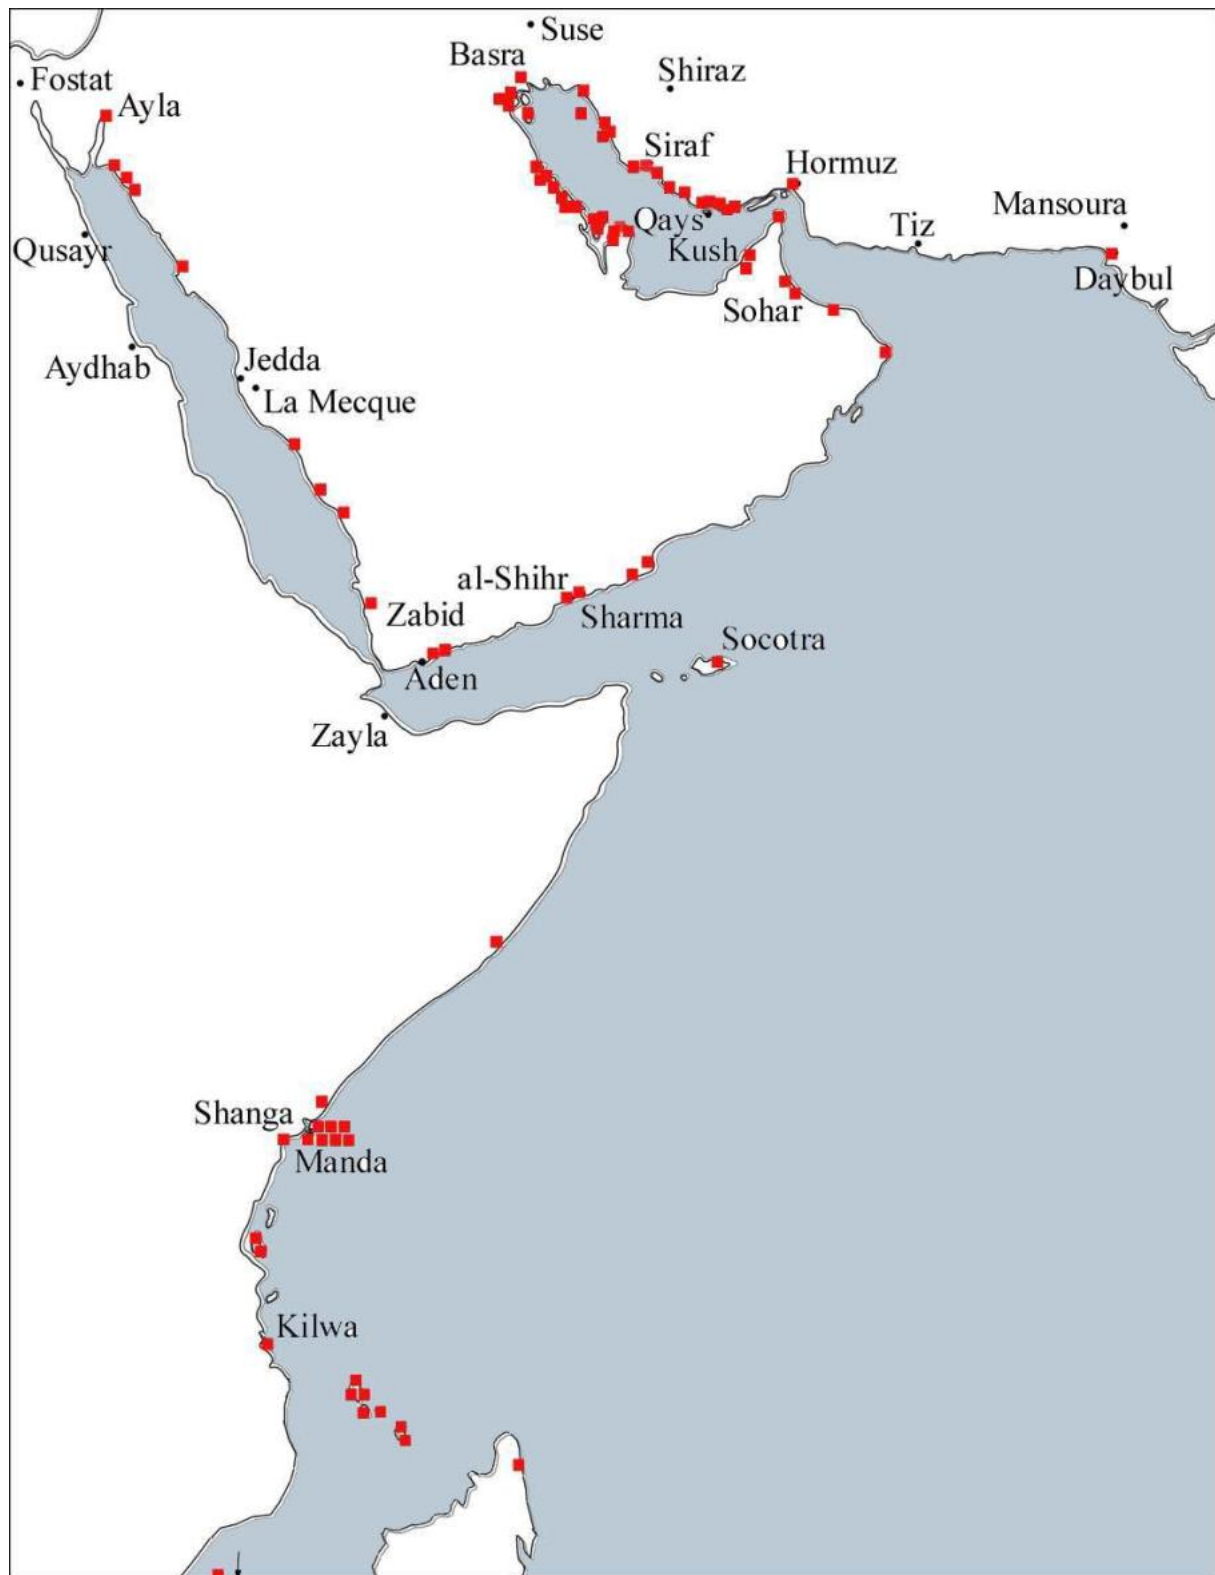 Suse
Basra
Shiraz
Fostat
Ayla
Siraf
Hormuz
Mansoura
Qays
Tiz
Qusayr
Kush
Daybul
Sohar
Jedda
Aydhab
La Mecque
al-Shihr
Zabid
Sharma
Socotra
Aden
Zayla
Shanga
Manda
Kilwa